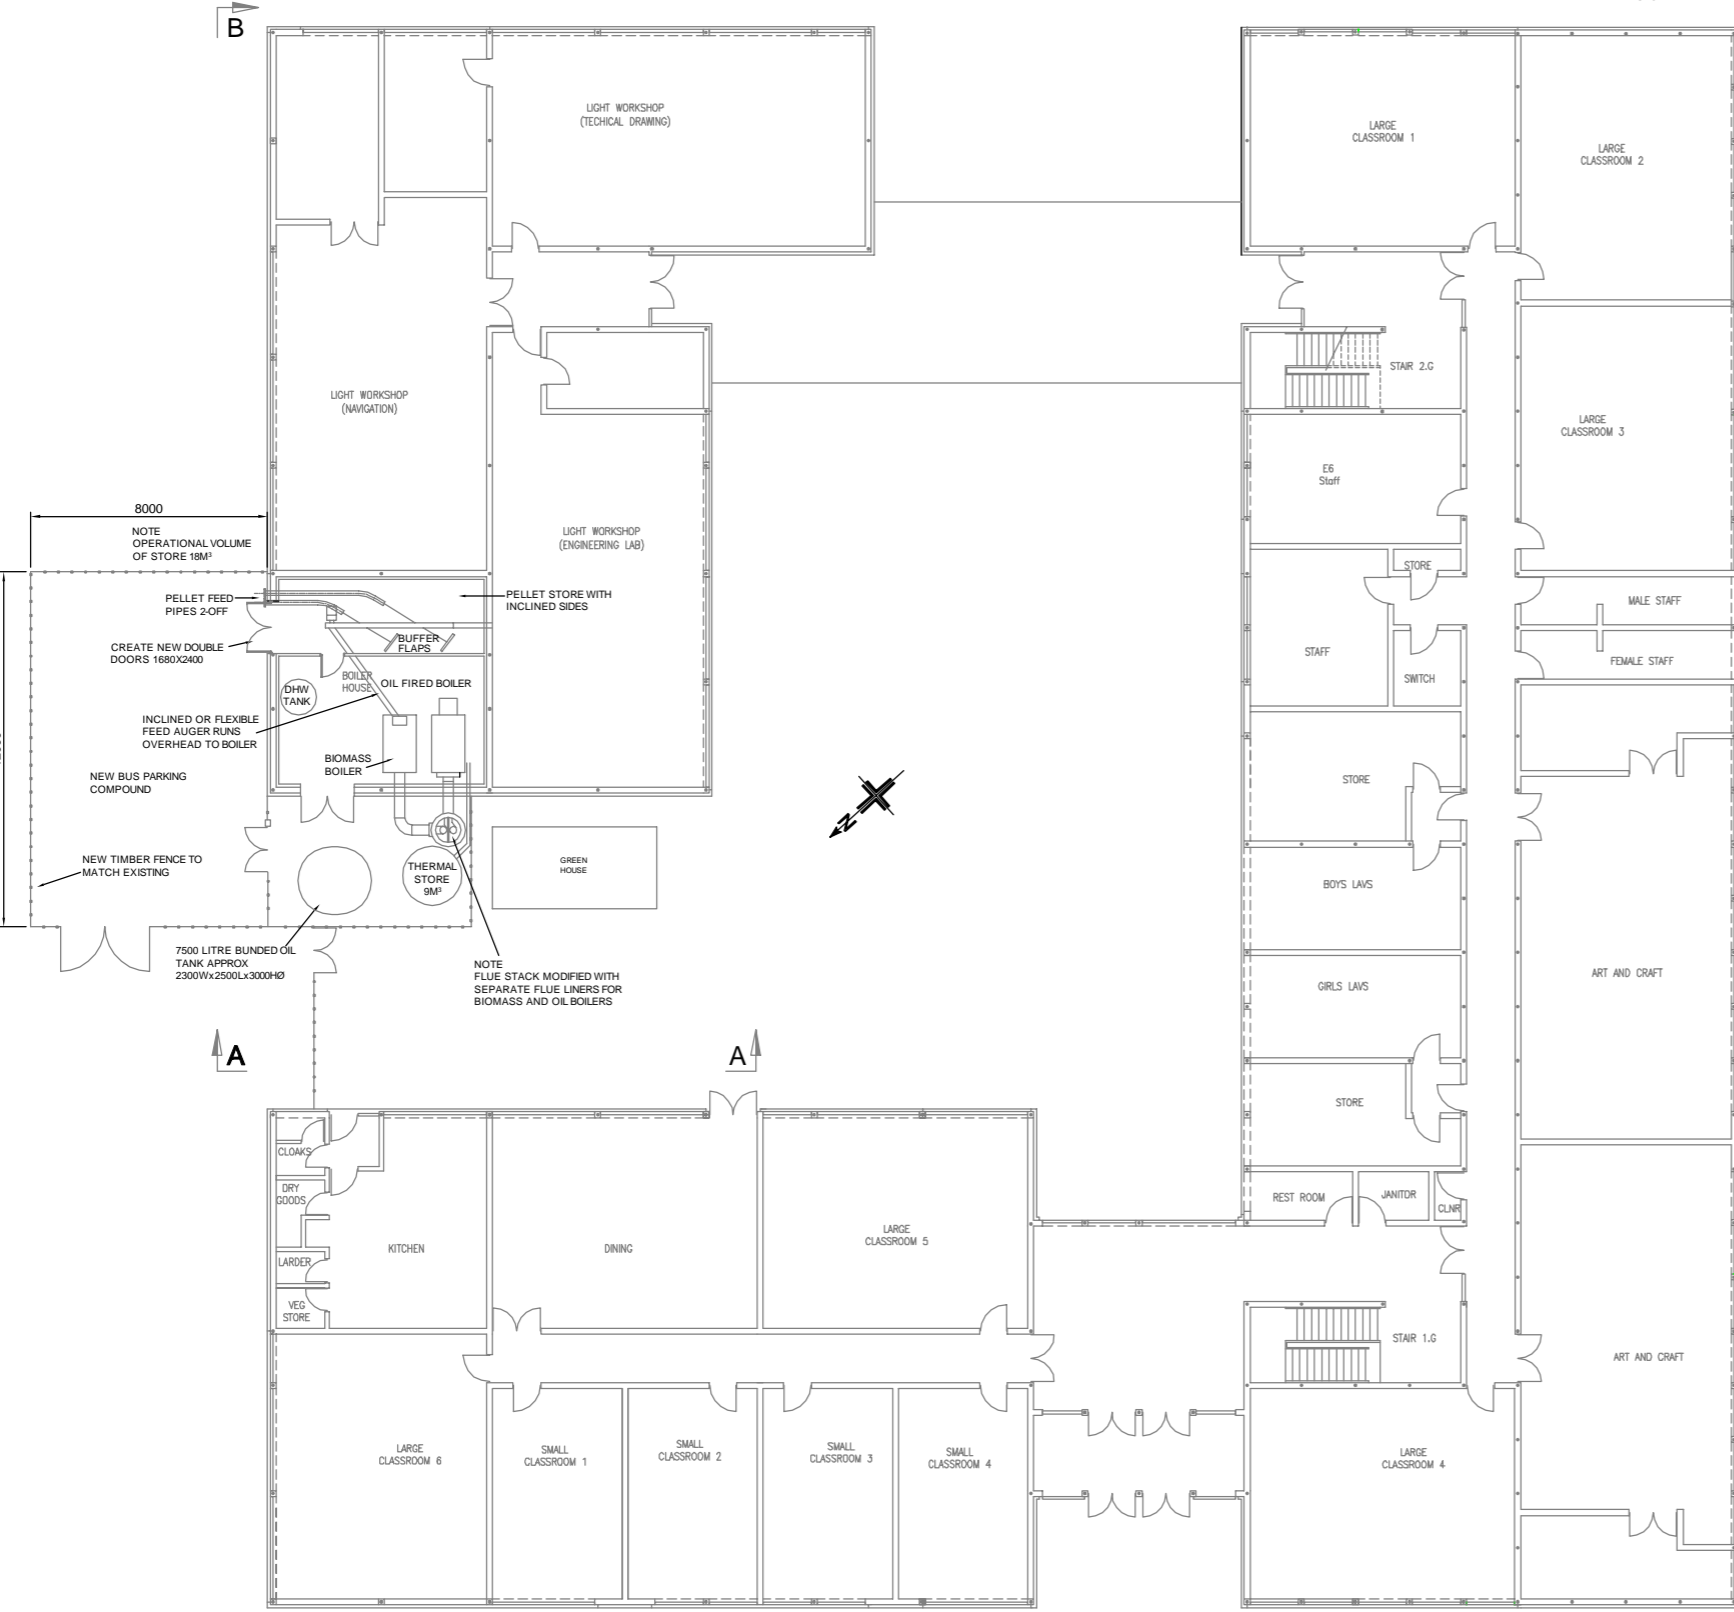 B
LIGHT WORKSHOP
(TECHICAL DRAWING)
LARGE
CLASSROOM 1
LARGE
CLASSROOM 2
STAIR 2.G
LIGHT WORKSHOP
(NAVIGATION)
LARGE
CLASSROOM 3
E6
Staff
8000
NOTE
OPERATIONAL VOLUME
OF STORE 18M³
LIGHT WORKSHOP
(ENGINEERING LAB)
STORE
PELLET FEED
PIPES 2-OFF
PELLET STORE WITH
INCLINED SIDES
MALE STAFF
CREATE NEW DOUBLE
DOORS 1680X2400
BUFFER
FLAPS
STAFF
FEMALE STAFF
BOILER
HOUSE
OIL FIRED BOILER
SWITCH
DHW
TANK
INCLINED OR FLEXIBLE
FEED AUGER RUNS
OVERHEAD TO BOILER
BIOMASS
BOILER
NEW BUS PARKING
COMPOUND
STORE
N
NEW TIMBER FENCE TO
MATCH EXISTING
THERMAL
STORE
9M³
GREEN
HOUSE
BOYS LAVS
7500 LITRE BUNDED OIL
TANK APPROX
2300Wx2500Lx3000HØ
NOTE
FLUE STACK MODIFIED WITH
SEPARATE FLUE LINERS FOR
BIOMASS AND OIL BOILERS
GIRLS LAVS
ART AND CRAFT
A
A
STORE
CLOAKS
DRY
GOODS
REST ROOM
JANITOR
CLNR
LARDER
KITCHEN
DINING
LARGE
CLASSROOM 5
VEG
STORE
STAIR 1.G
ART AND CRAFT
LARGE
CLASSROOM 6
SMALL
CLASSROOM 1
SMALL
CLASSROOM 2
SMALL
CLASSROOM 3
SMALL
CLASSROOM 4
LARGE
CLASSROOM 4